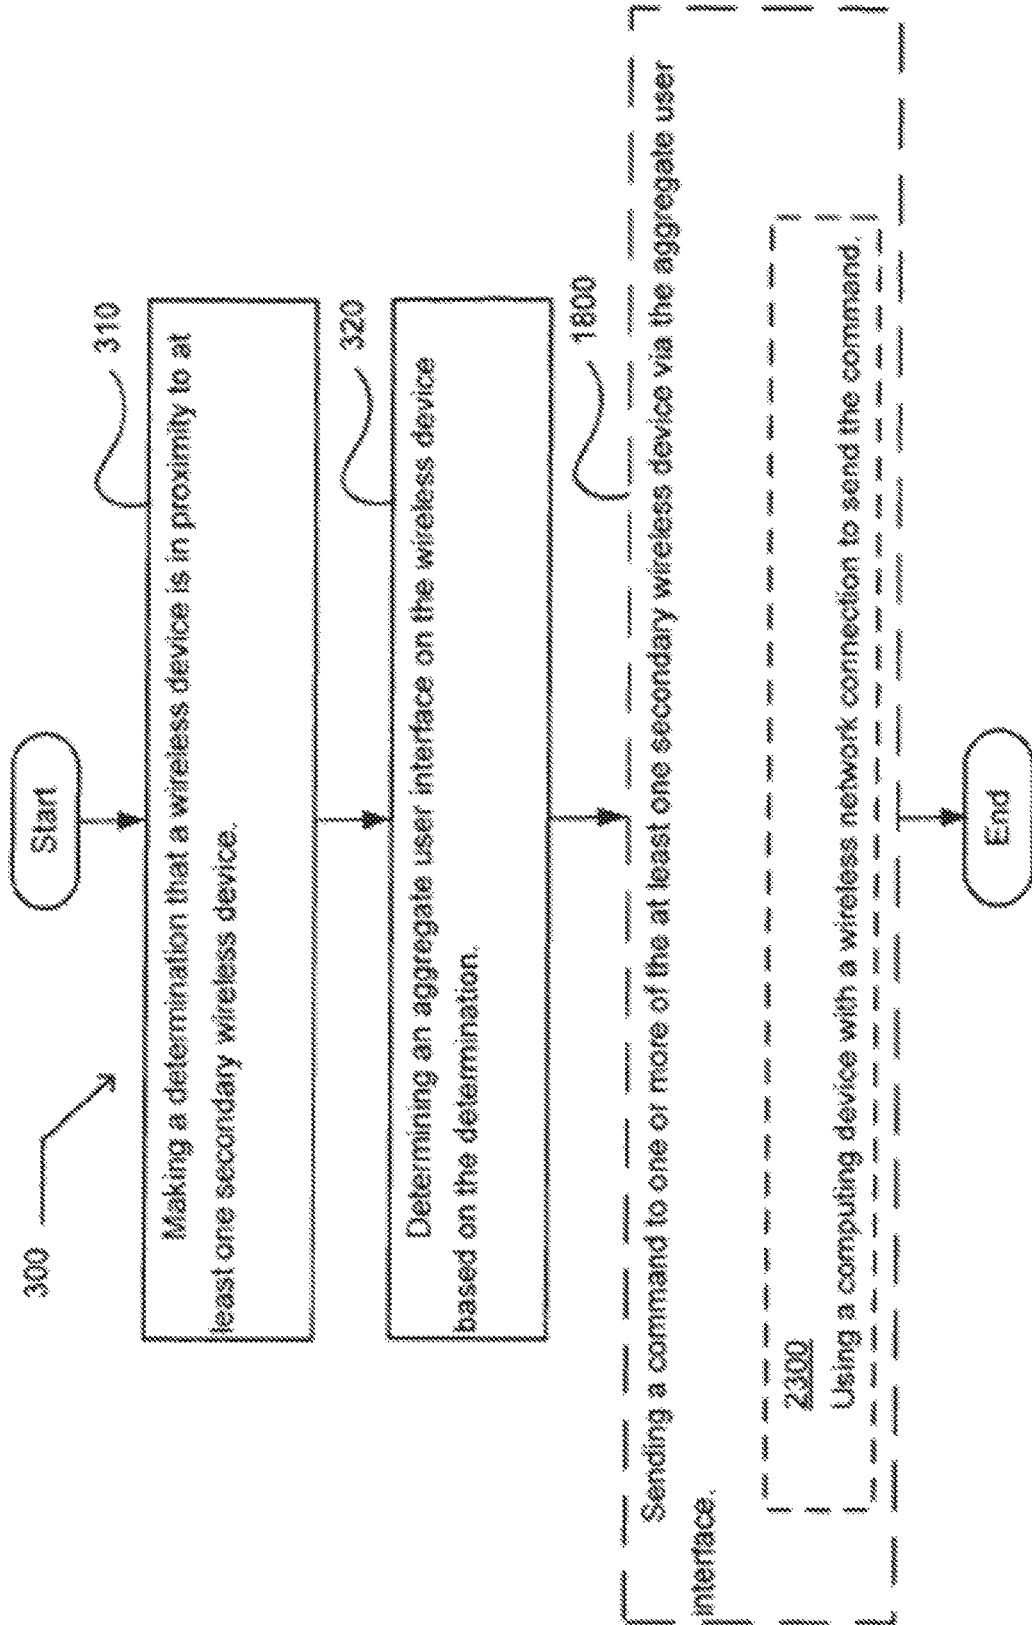 300
Start
310
Making a determination that a wireless device is in proximity to at
least one secondary wireless device.
320
Determining an aggregate user interface on the wireless device
based on the determination.
1800
Sending a command to one or more of the at least one secondary wireless device via the aggregate user
interface.
2300
Using a computing device with a wireless network connection to send the command.
End